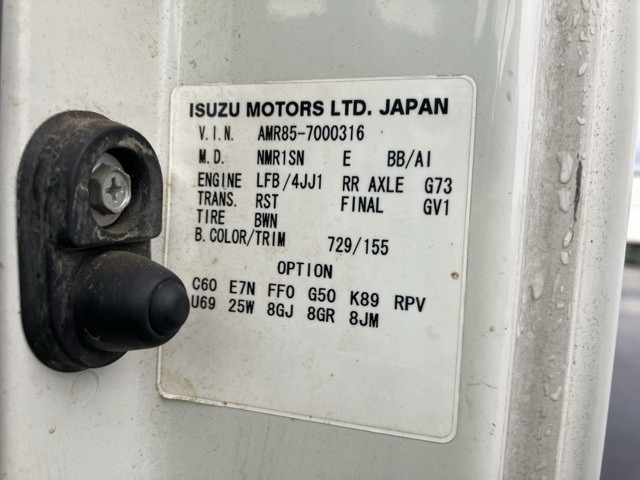 ISUZU MOTORS LTD. JAPAN
V.I.N. AMR85-7000316
M.D. NMR1SN E BB/AI
ENGINE LFB/4JJ1 RR AXLE G73
TRANS. RST FINAL GV1
TIRE BWN
B.COLOR/TRIM 729/155
OPTION
C60 E7N FF0 G50 K89 RPV
U69 25W 8GJ 8GR 8JM